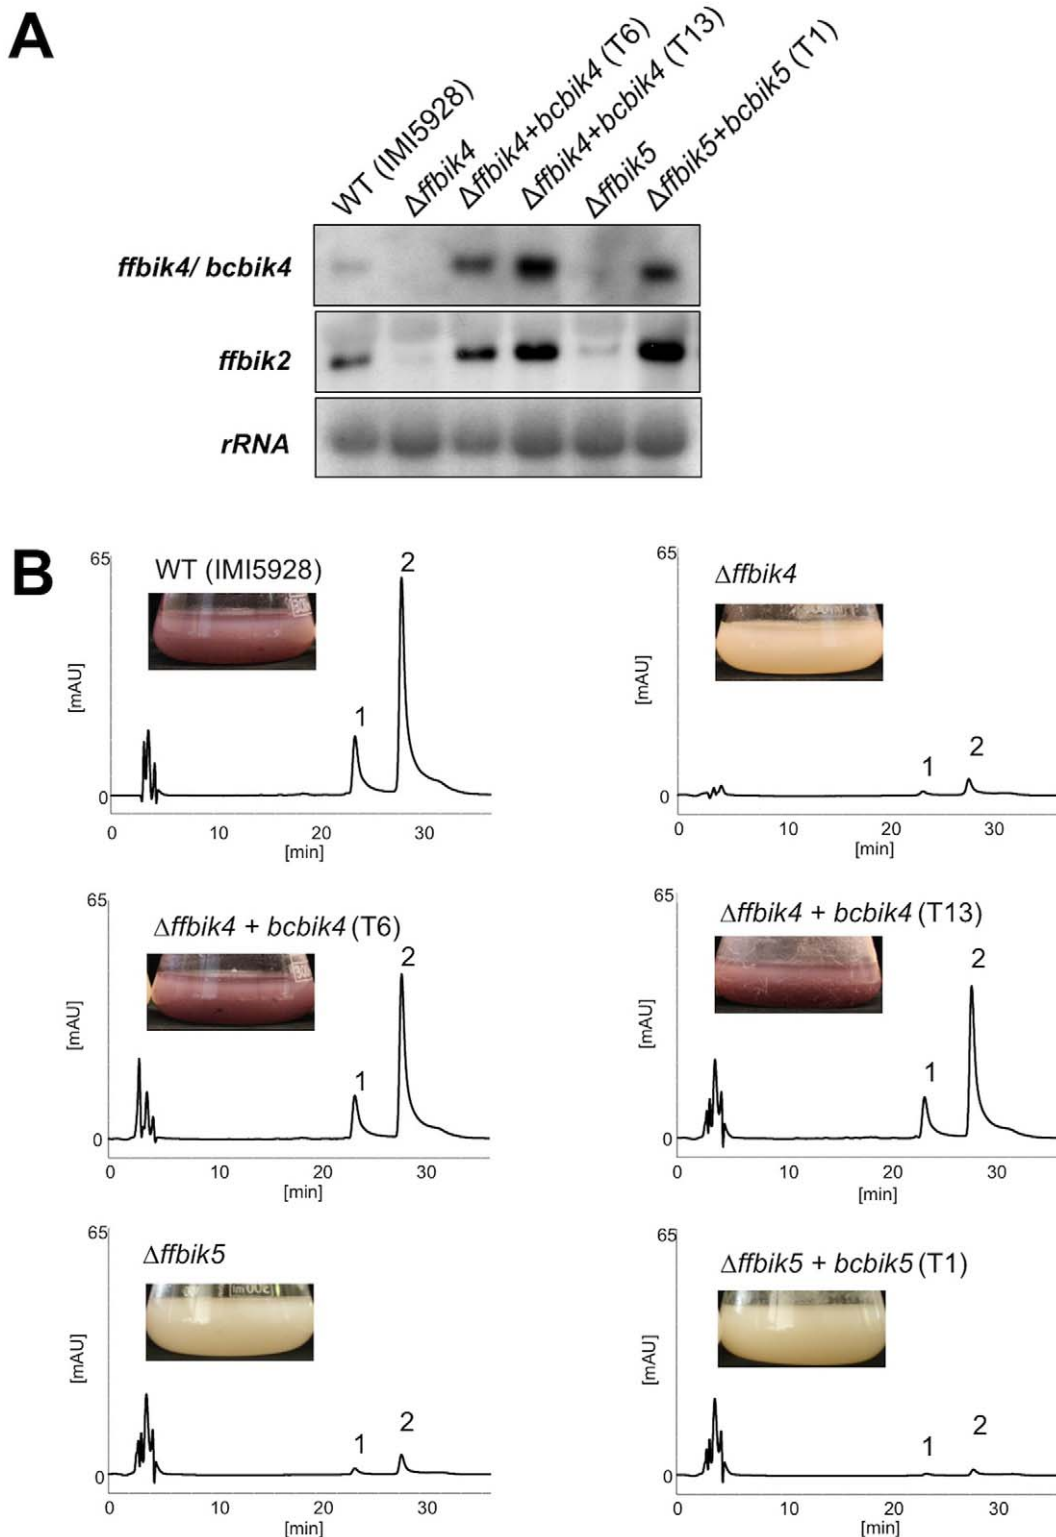 A
WT (IMI5928)
Δffbik4
Δffbik4+bcbik4 (T6)
Δffbik4+bcbik4 (T13)
Δffbik5
Δffbik5+bcbik5 (T1)
ffbik4/ bcbik4
ffbik2
rRNA
B
65
WT (IMI5928)
2
[mAU]
1
0
0 10 20 30
[min]
65
Δffbik4
[mAU]
1
2
0
0 10 20 30
[min]
65
Δffbik4 + bcbik4 (T6)
2
[mAU]
1
0
0 10 20 30
[min]
65
Δffbik4 + bcbik4 (T13)
2
[mAU]
1
0
0 10 20 30
[min]
65
Δffbik5
[mAU]
1
2
0
0 10 20 30
[min]
65
Δffbik5 + bcbik5 (T1)
[mAU]
1
2
0
0 10 20 30
[min]